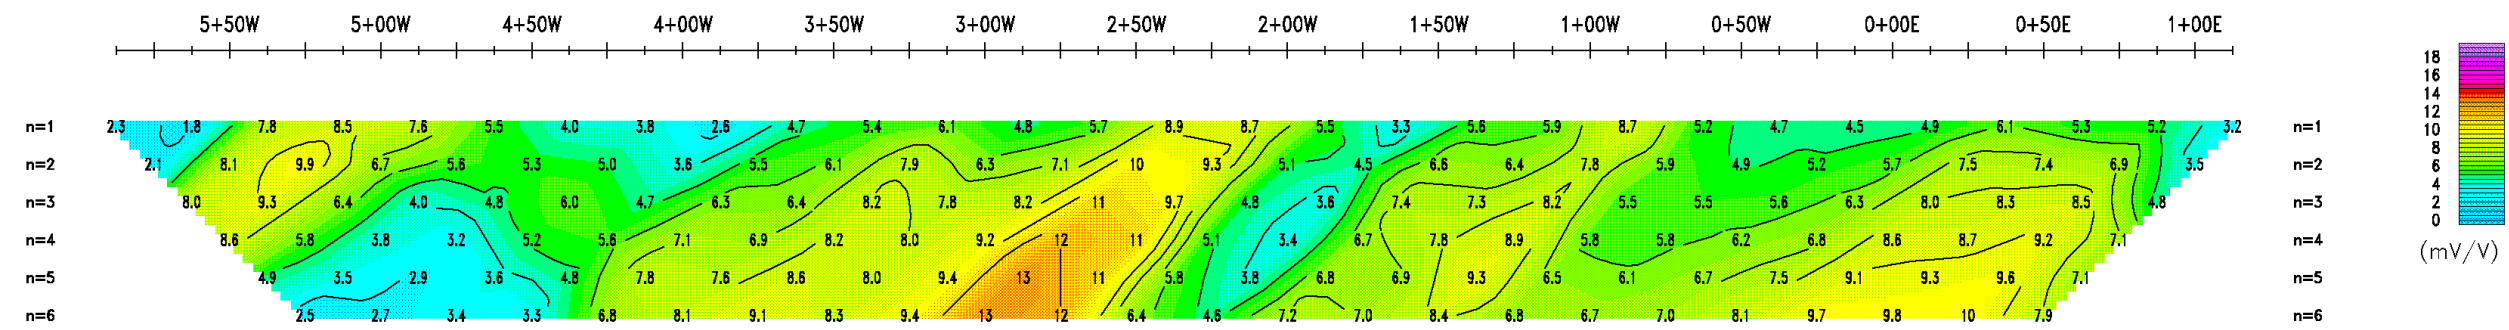 5+50W 5+00W 4+50W 4+00W 3+50W 3+00W 2+50W 2+00W 1+50W 1+00W 0+50W 0+00E 0+50E 1+00E
18
16
14
12
10
8
6
4
2
0
(mV/V)
n=1 2.3 1.8 7.8 8.5 7.6 5.5 4.0 3.8 2.6 4.7 5.4 6.1 4.8 5.7 8.9 8.7 5.5 3.3 5.6 5.9 8.7 5.2 4.7 4.5 4.9 6.1 5.3 5.2 3.2 n=1
n=2 2.1 8.1 9.9 6.7 5.6 5.3 5.0 3.6 5.5 6.1 7.9 6.3 7.1 10 9.3 5.1 4.5 6.6 6.4 7.8 5.9 4.9 5.2 5.7 7.5 7.4 6.9 3.5 n=2
n=3 8.0 9.3 6.4 4.0 4.8 6.0 4.7 6.3 6.4 8.2 7.8 8.2 11 9.7 4.8 3.6 7.4 7.3 8.2 5.5 5.5 5.6 6.3 8.0 8.3 8.5 4.8 n=3
n=4 8.6 5.8 3.8 3.2 5.2 5.6 7.1 6.9 8.2 8.0 9.2 12 11 5.1 3.4 6.7 7.8 8.9 5.8 5.8 6.2 6.8 8.6 8.7 9.2 7.1 n=4
n=5 4.9 3.5 2.9 3.6 4.8 7.8 7.6 8.6 8.0 9.4 13 11 5.8 3.8 6.8 6.9 9.3 6.5 6.1 6.7 7.5 9.1 9.3 9.6 7.1 n=5
n=6 2.5 2.7 3.4 3.3 6.8 8.1 9.1 8.3 9.4 13 12 6.4 4.6 7.2 7.0 8.4 6.8 6.7 7.0 8.1 9.7 9.8 10 7.9 n=6